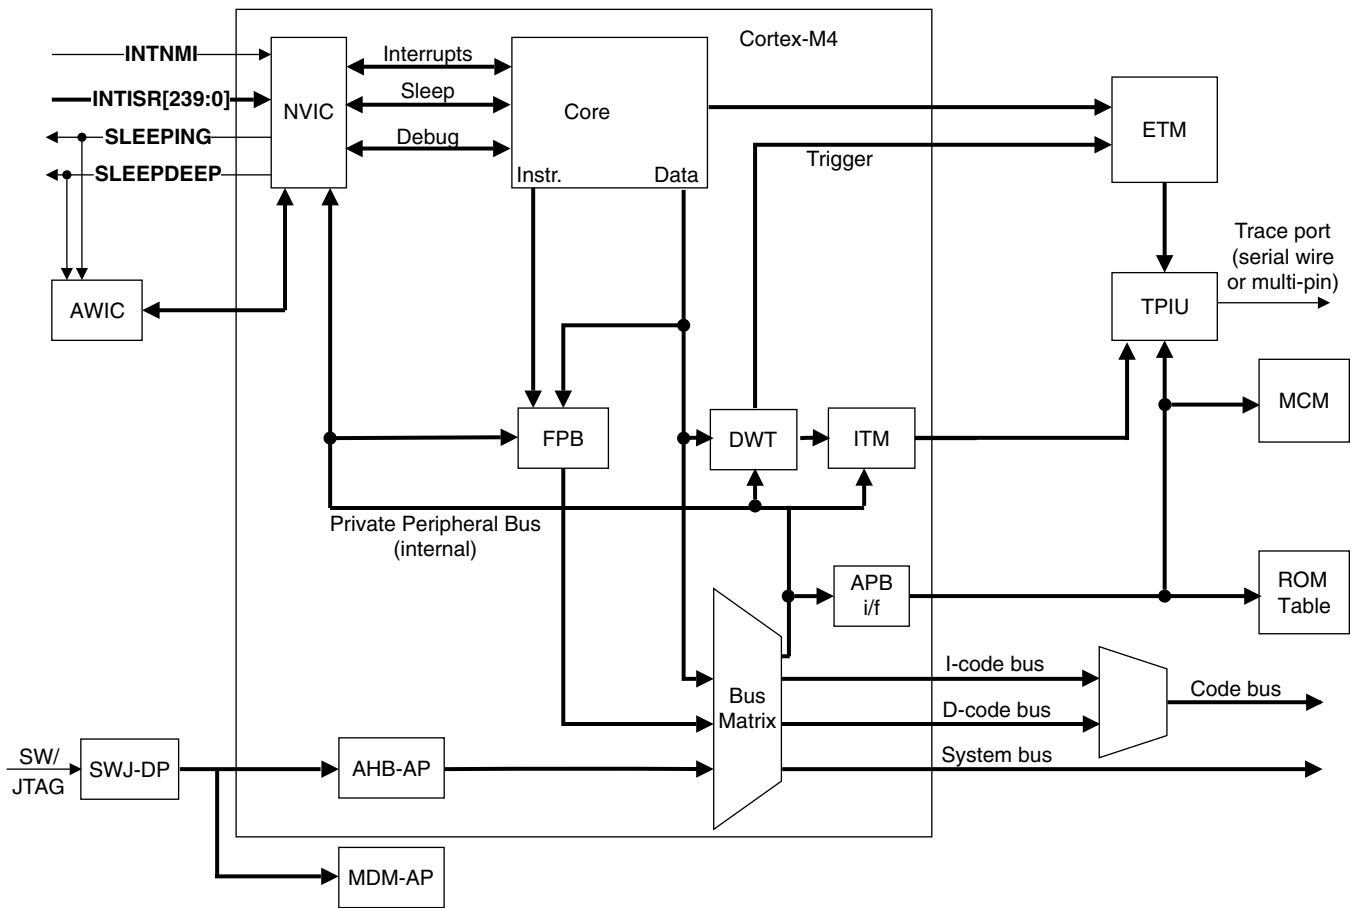 Cortex-M4
INTNMI
INTISR[239:0]
SLEEPING
SLEEPDEEP
NVIC
Interrupts
Sleep
Debug
Core
Instr.
Data
ETM
Trigger
Trace port
(serial wire
or multi-pin)
AWIC
TPIU
MCM
FPB
DWT
ITM
Private Peripheral Bus
(internal)
APB
i/f
ROM
Table
Bus
Matrix
I-code bus
D-code bus
Code bus
System bus
SW/
JTAG
SWJ-DP
AHB-AP
MDM-AP